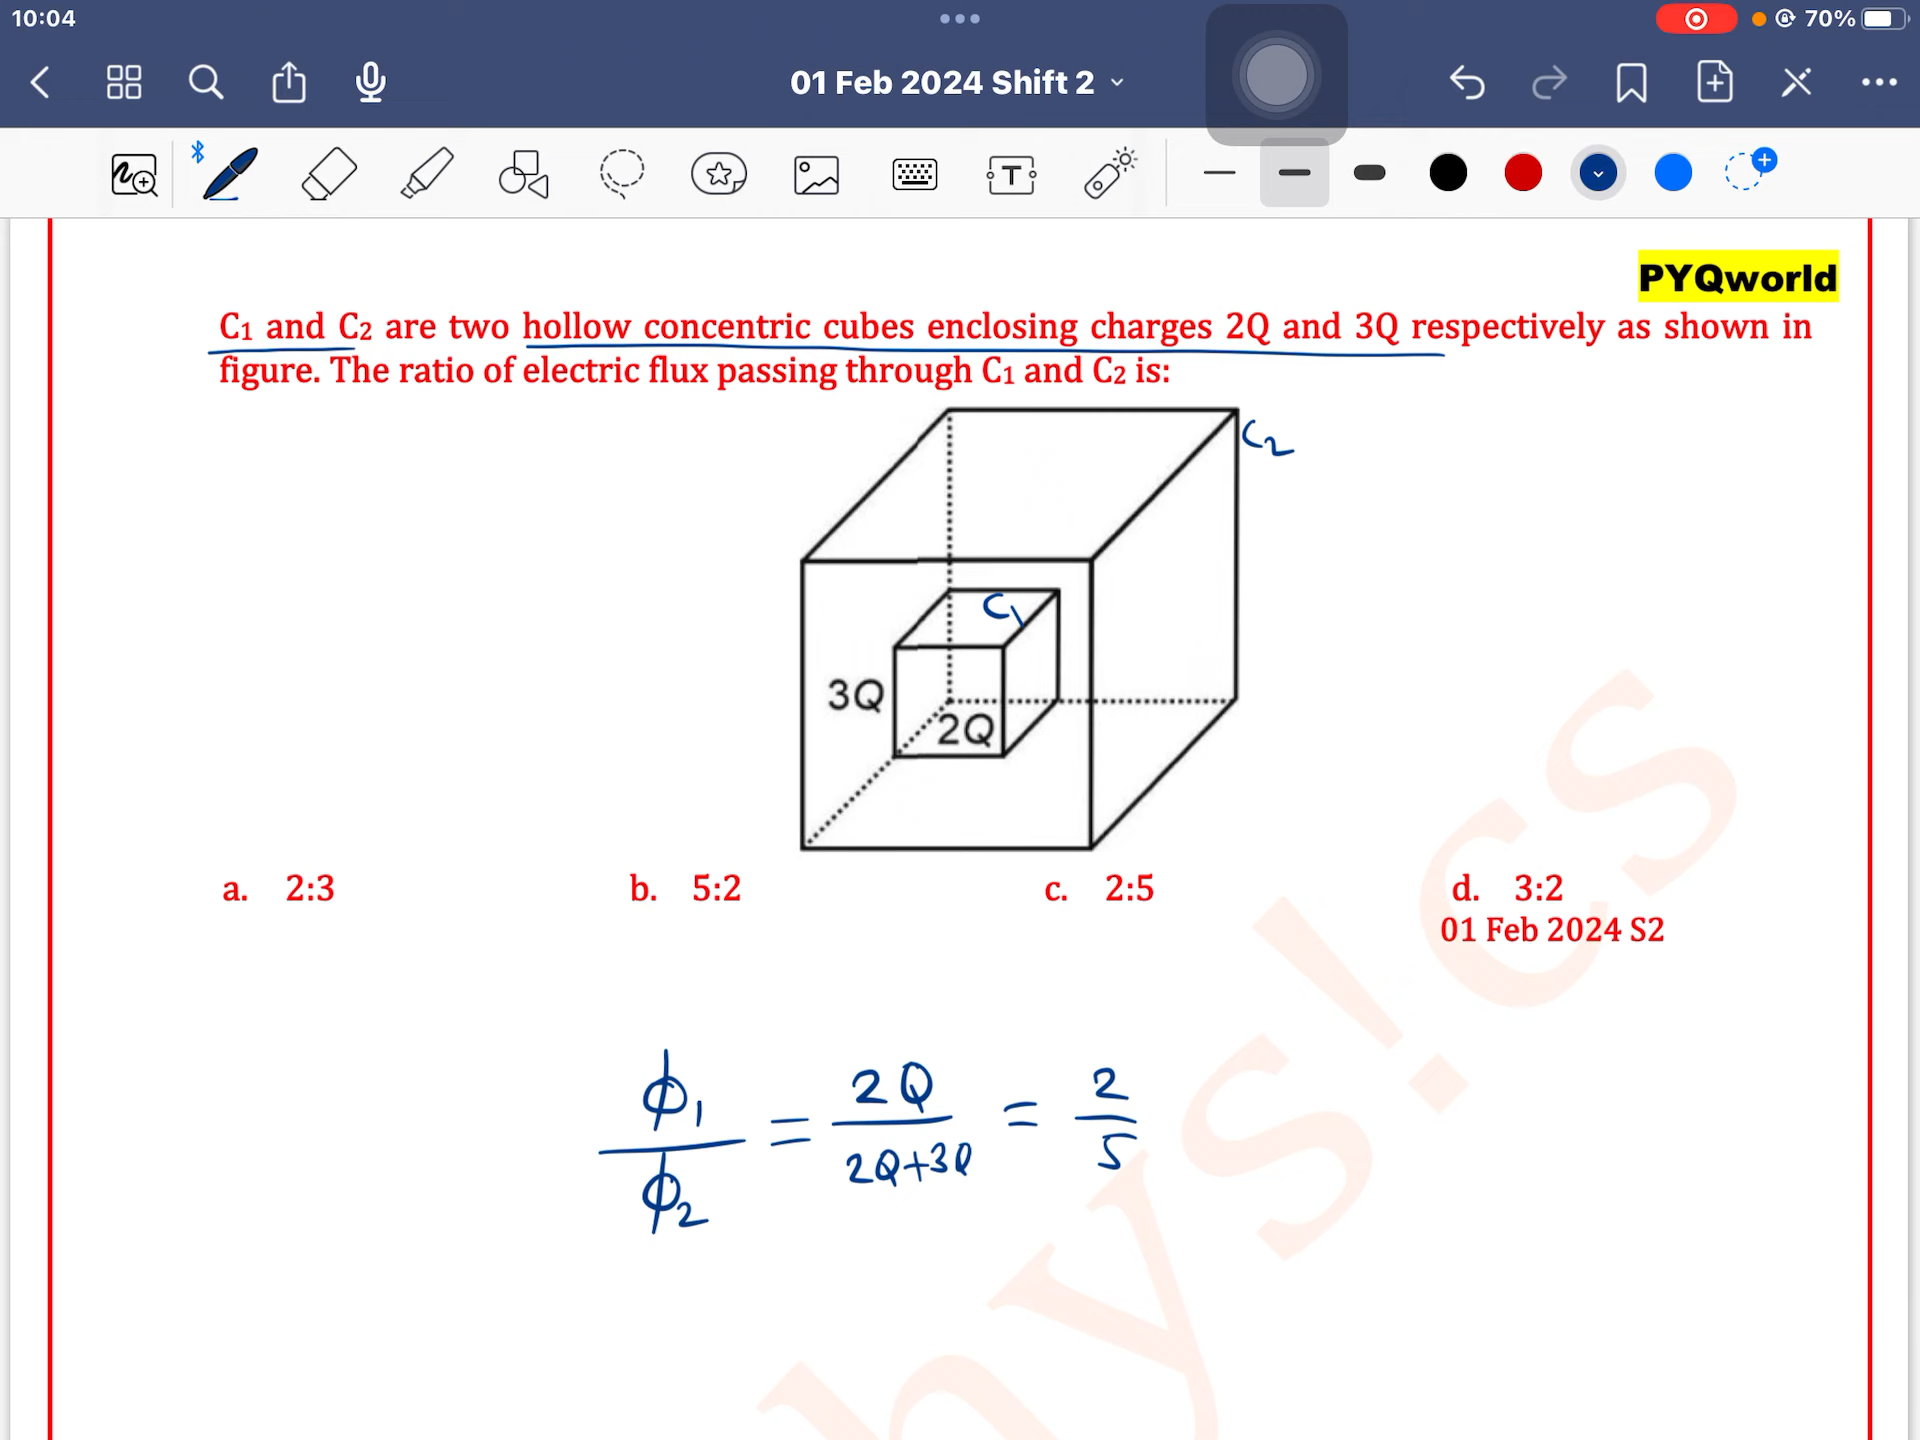 10:04
70%
01 Feb 2024 Shift 2
T
PYQworld
C1 and C2 are two hollow concentric cubes enclosing charges 2Q and 3Q respectively as shown in
figure. The ratio of electric flux passing through C1 and C2 is:
C2
C1
3Q
2Q
a. 2:3 b. 5:2 c. 2:5 d. 3:2
01 Feb 2024 S2
ϕ1 / ϕ2 = 2Q / 2Q+3Q = 2 / 5
hys!cs